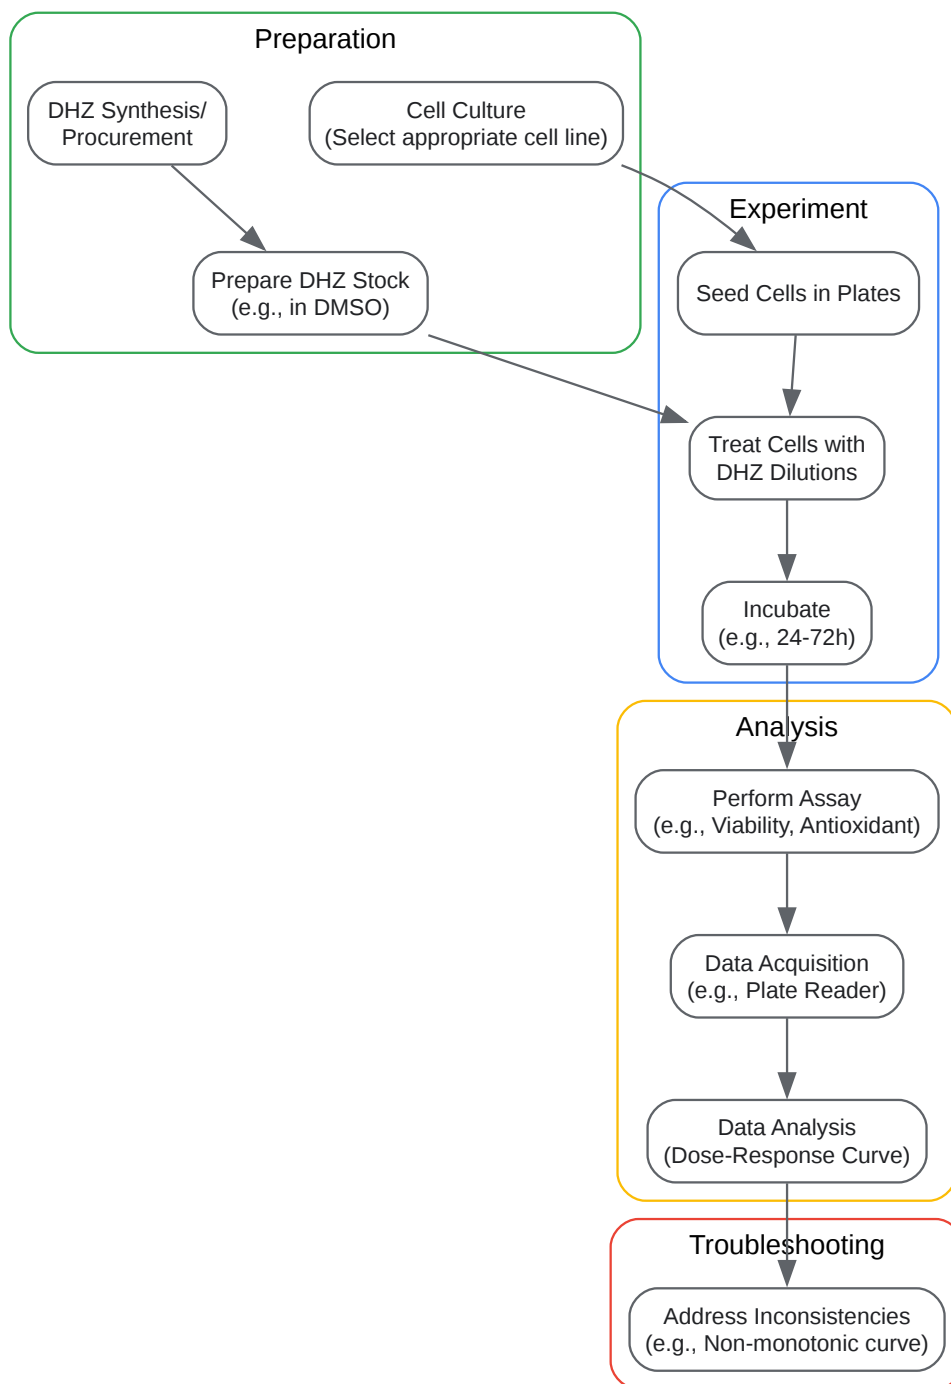 Preparation
DHZ Synthesis/
Procurement
Cell Culture
(Select appropriate cell line)
Prepare DHZ Stock
(e.g., in DMSO)
Experiment
Seed Cells in Plates
Treat Cells with
DHZ Dilutions
Incubate
(e.g., 24-72h)
Analysis
Perform Assay
(e.g., Viability, Antioxidant)
Data Acquisition
(e.g., Plate Reader)
Data Analysis
(Dose-Response Curve)
Troubleshooting
Address Inconsistencies
(e.g., Non-monotonic curve)